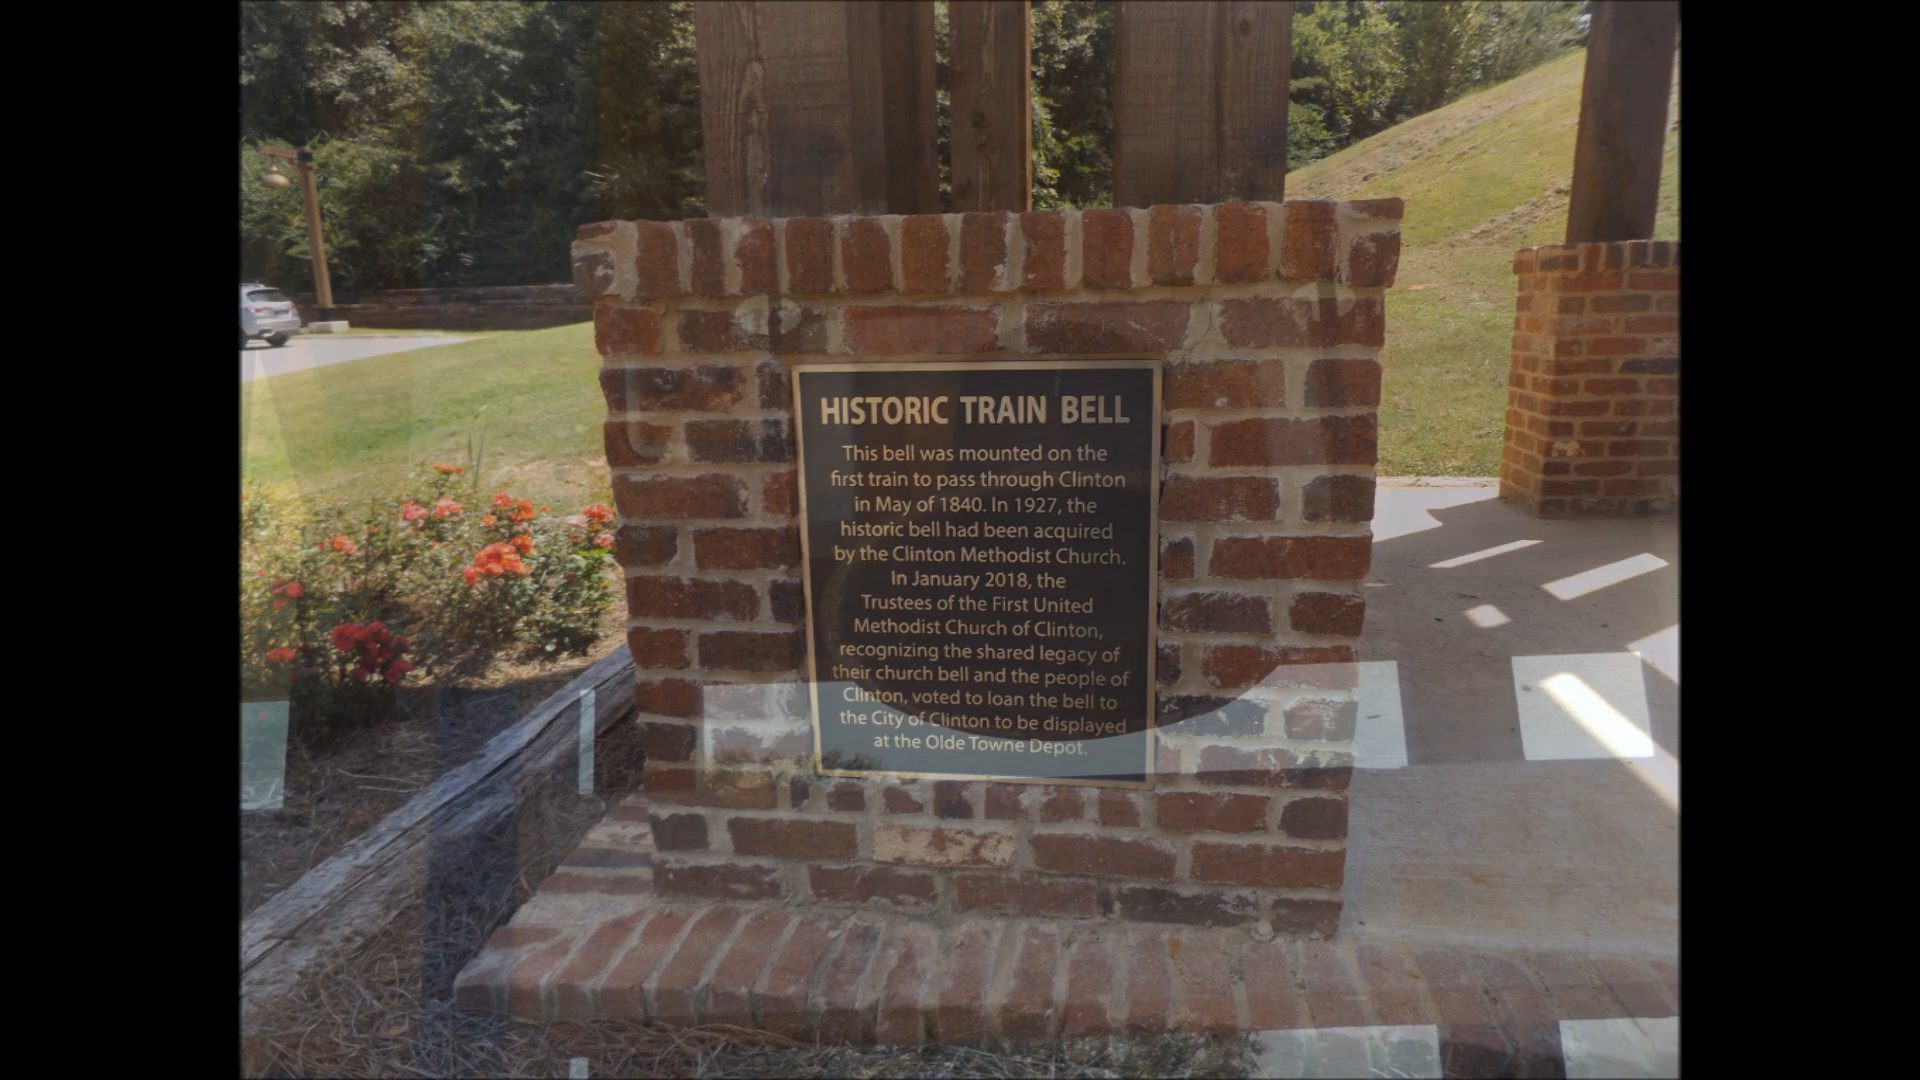 HISTORIC TRAIN BELL
This bell was mounted on the
first train to pass through Clinton
in May of 1840. In 1927, the
historic bell had been acquired
by the Clinton Methodist Church.
In January 2018, the
Trustees of the First United
Methodist Church of Clinton,
recognizing the shared legacy of
their church bell and the people of
Clinton, voted to loan the bell to
the City of Clinton to be displayed
at the Olde Towne Depot.